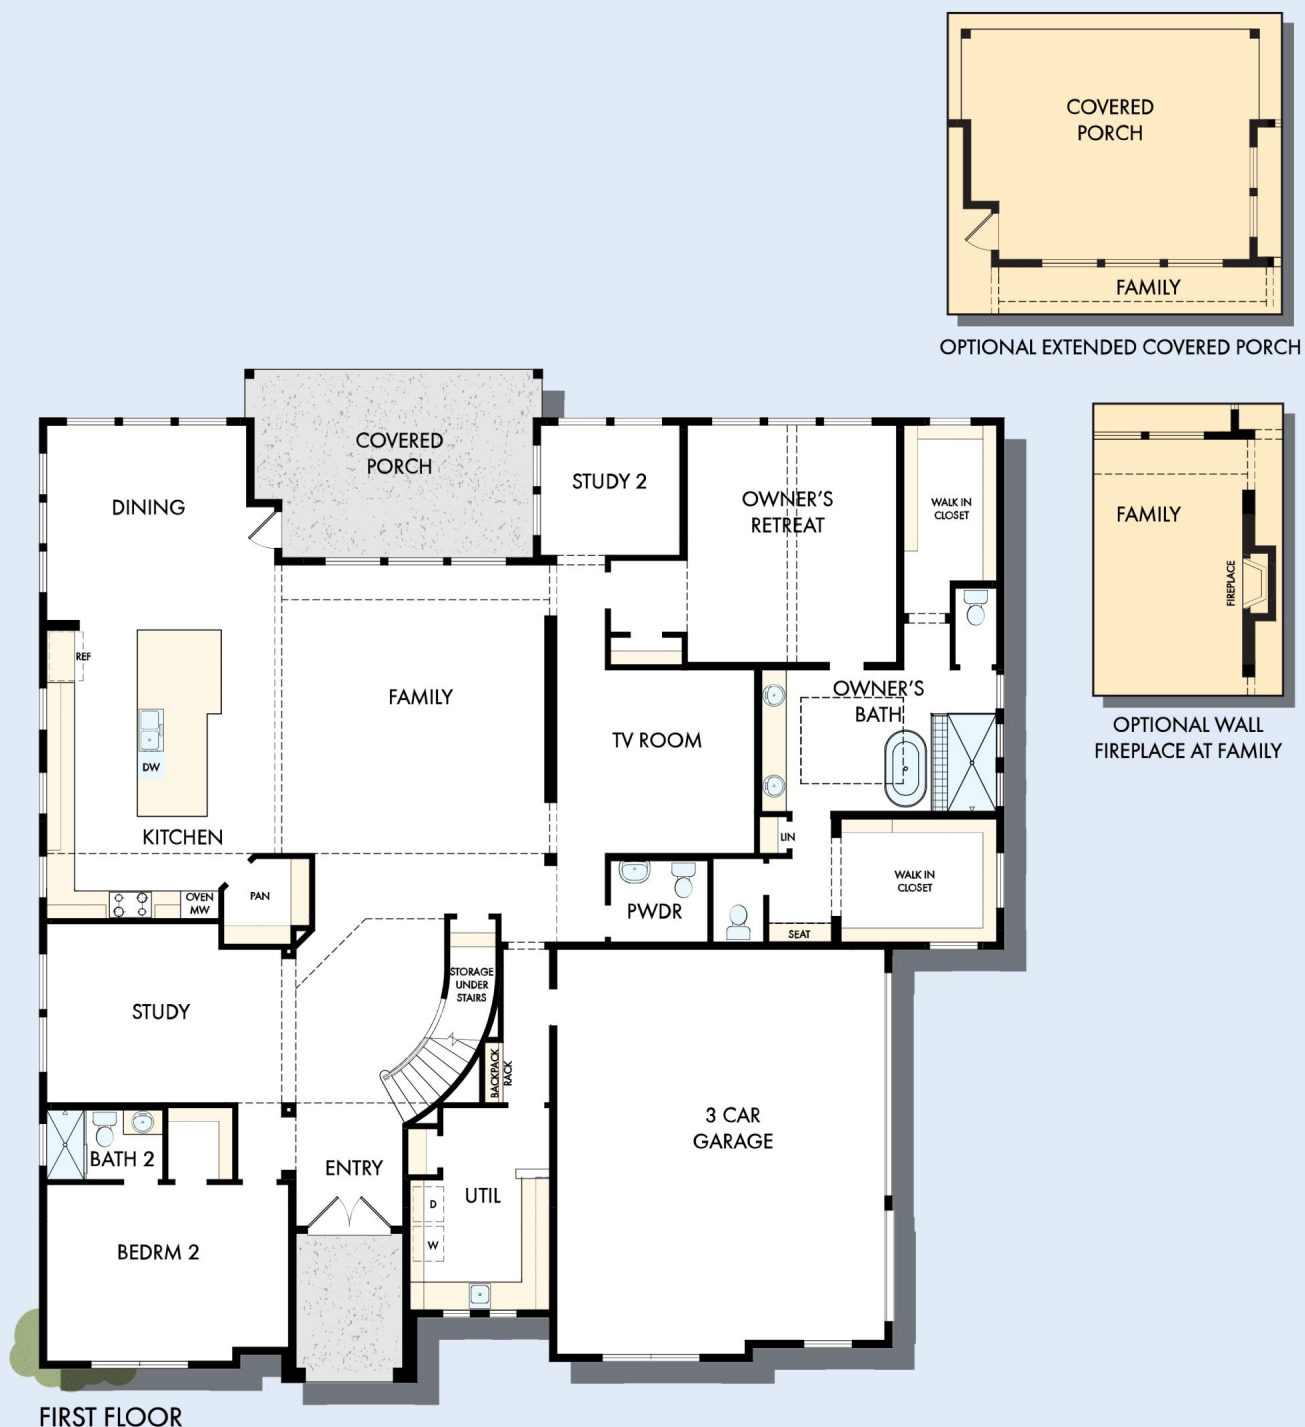 COVERED
PORCH
FAMILY
OPTIONAL EXTENDED COVERED PORCH
FAMILY
FIREPLACE
OPTIONAL WALL
FIREPLACE AT FAMILY
COVERED
PORCH
DINING
STUDY 2
OWNER'S
RETREAT
WALK IN
CLOSET
REF
FAMILY
TV ROOM
OWNER'S
BATH
DW
KITCHEN
LIN
OVEN
MW
PAN
PWDR
WALK IN
CLOSET
SEAT
STUDY
STORAGE
UNDER
STAIRS
BACKPACK
RACK
3 CAR
GARAGE
BATH 2
ENTRY
UTIL
D
W
BEDRM 2
FIRST FLOOR